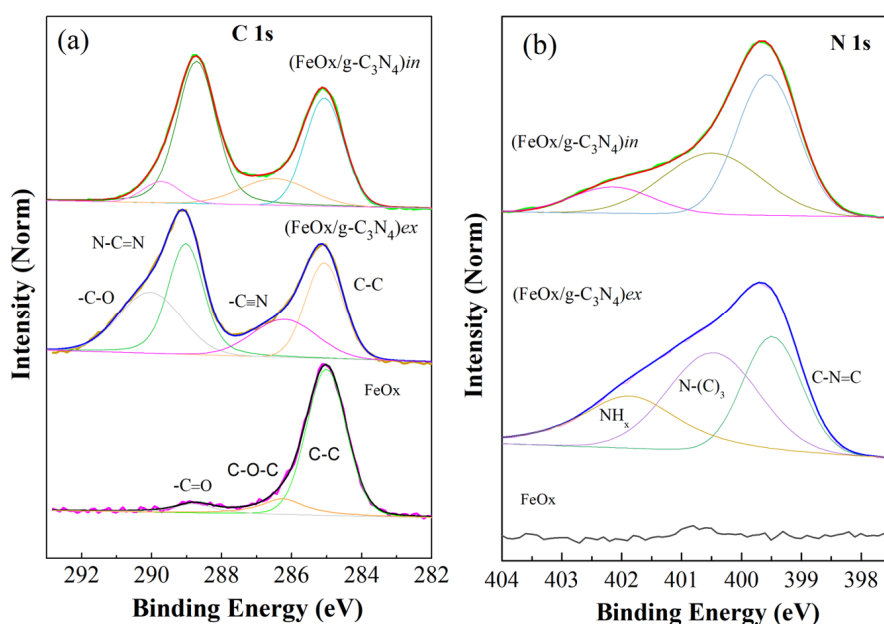 (a)
C 1s
(FeOx/g-C₃N₄)in
(FeOx/g-C₃N₄)ex
N-C=N
-C-O
-C≡N
C-C
FeOx
-C=O
C-O-C
C-C
Intensity (Norm)
292 290 288 286 284 282
Binding Energy (eV)
(b)
N 1s
(FeOx/g-C₃N₄)in
(FeOx/g-C₃N₄)ex
C-N=C
N-(C)₃
NHₓ
FeOx
Intensity (Norm)
404 403 402 401 400 399 398
Binding Energy (eV)